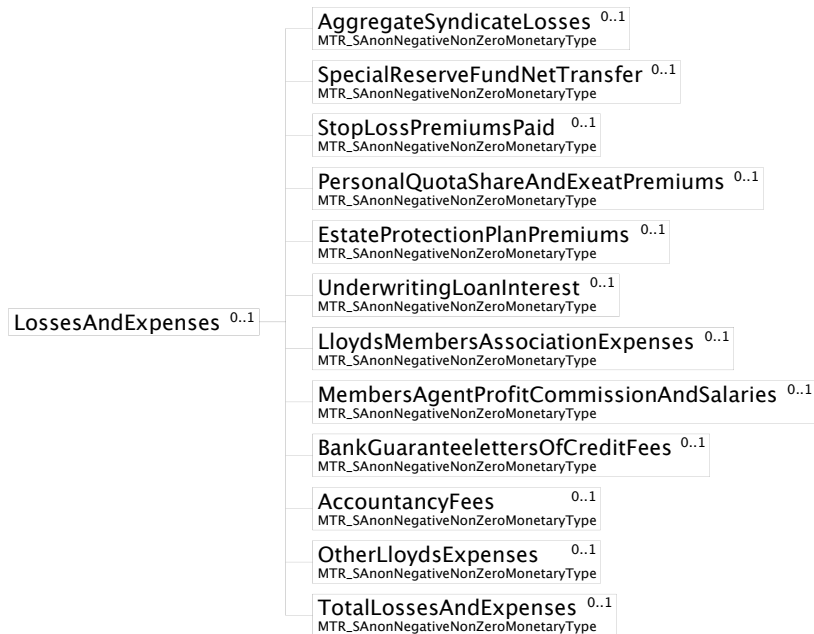 AggregateSyndicateLosses 0..1
MTR_SAnonNegativeNonZeroMonetaryType
SpecialReserveFundNetTransfer 0..1
MTR_SAnonNegativeNonZeroMonetaryType
StopLossPremiumsPaid 0..1
MTR_SAnonNegativeNonZeroMonetaryType
PersonalQuotaShareAndExeatPremiums 0..1
MTR_SAnonNegativeNonZeroMonetaryType
EstateProtectionPlanPremiums 0..1
MTR_SAnonNegativeNonZeroMonetaryType
UnderwritingLoanInterest 0..1
MTR_SAnonNegativeNonZeroMonetaryType
LossesAndExpenses 0..1
LloydsMembersAssociationExpenses 0..1
MTR_SAnonNegativeNonZeroMonetaryType
MembersAgentProfitCommissionAndSalaries 0..1
MTR_SAnonNegativeNonZeroMonetaryType
BankGuaranteelettersOfCreditFees 0..1
MTR_SAnonNegativeNonZeroMonetaryType
AccountancyFees 0..1
MTR_SAnonNegativeNonZeroMonetaryType
OtherLloydsExpenses 0..1
MTR_SAnonNegativeNonZeroMonetaryType
TotalLossesAndExpenses 0..1
MTR_SAnonNegativeNonZeroMonetaryType